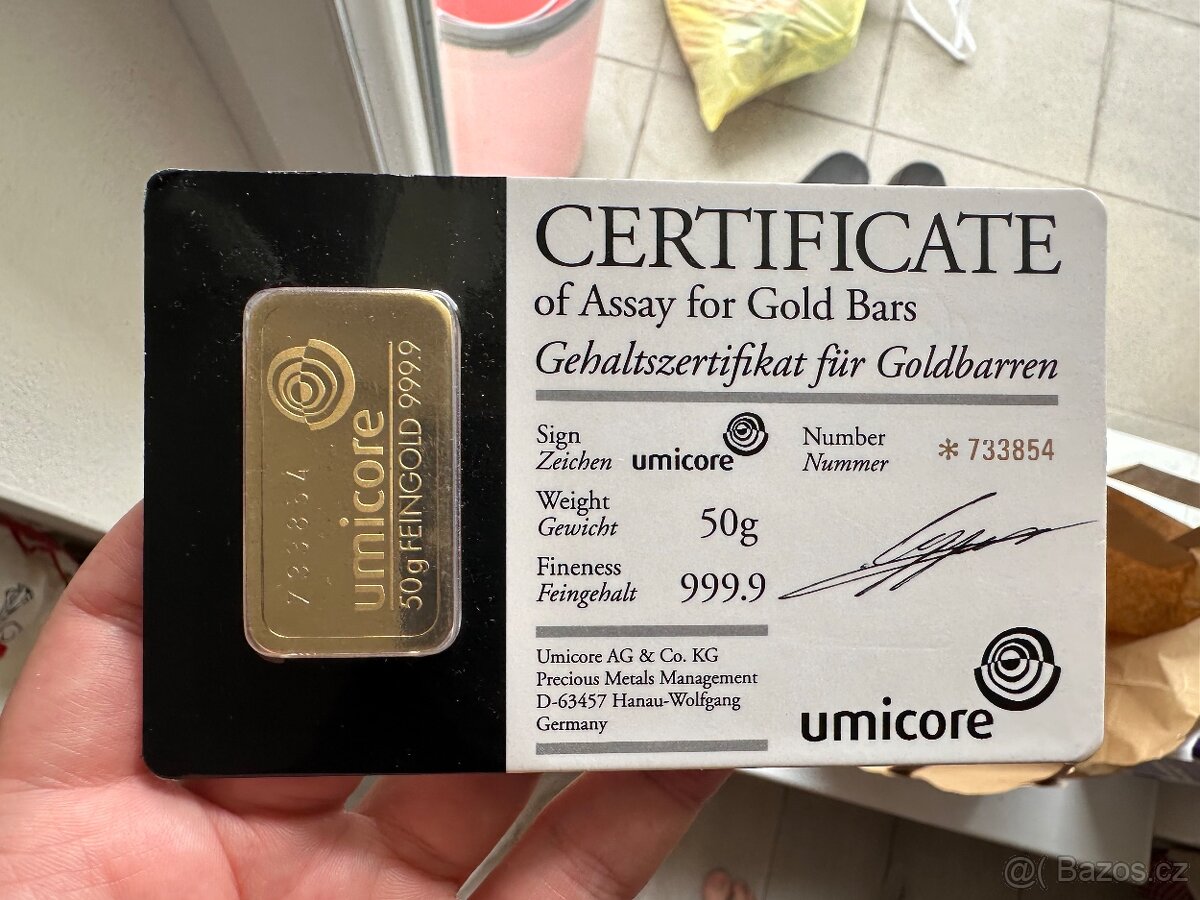 733854
umicore
50 g FEINGOLD 999.9
CERTIFICATE
of Assay for Gold Bars
Gehaltszertifikat für Goldbarren
Sign
Zeichen
umicore
Number
Nummer
* 733854
Weight
Gewicht
50g
Fineness
Feingehalt
999.9
Umicore AG & Co. KG
Precious Metals Management
D-63457 Hanau-Wolfgang
Germany
umicore
@( Bazos.cz